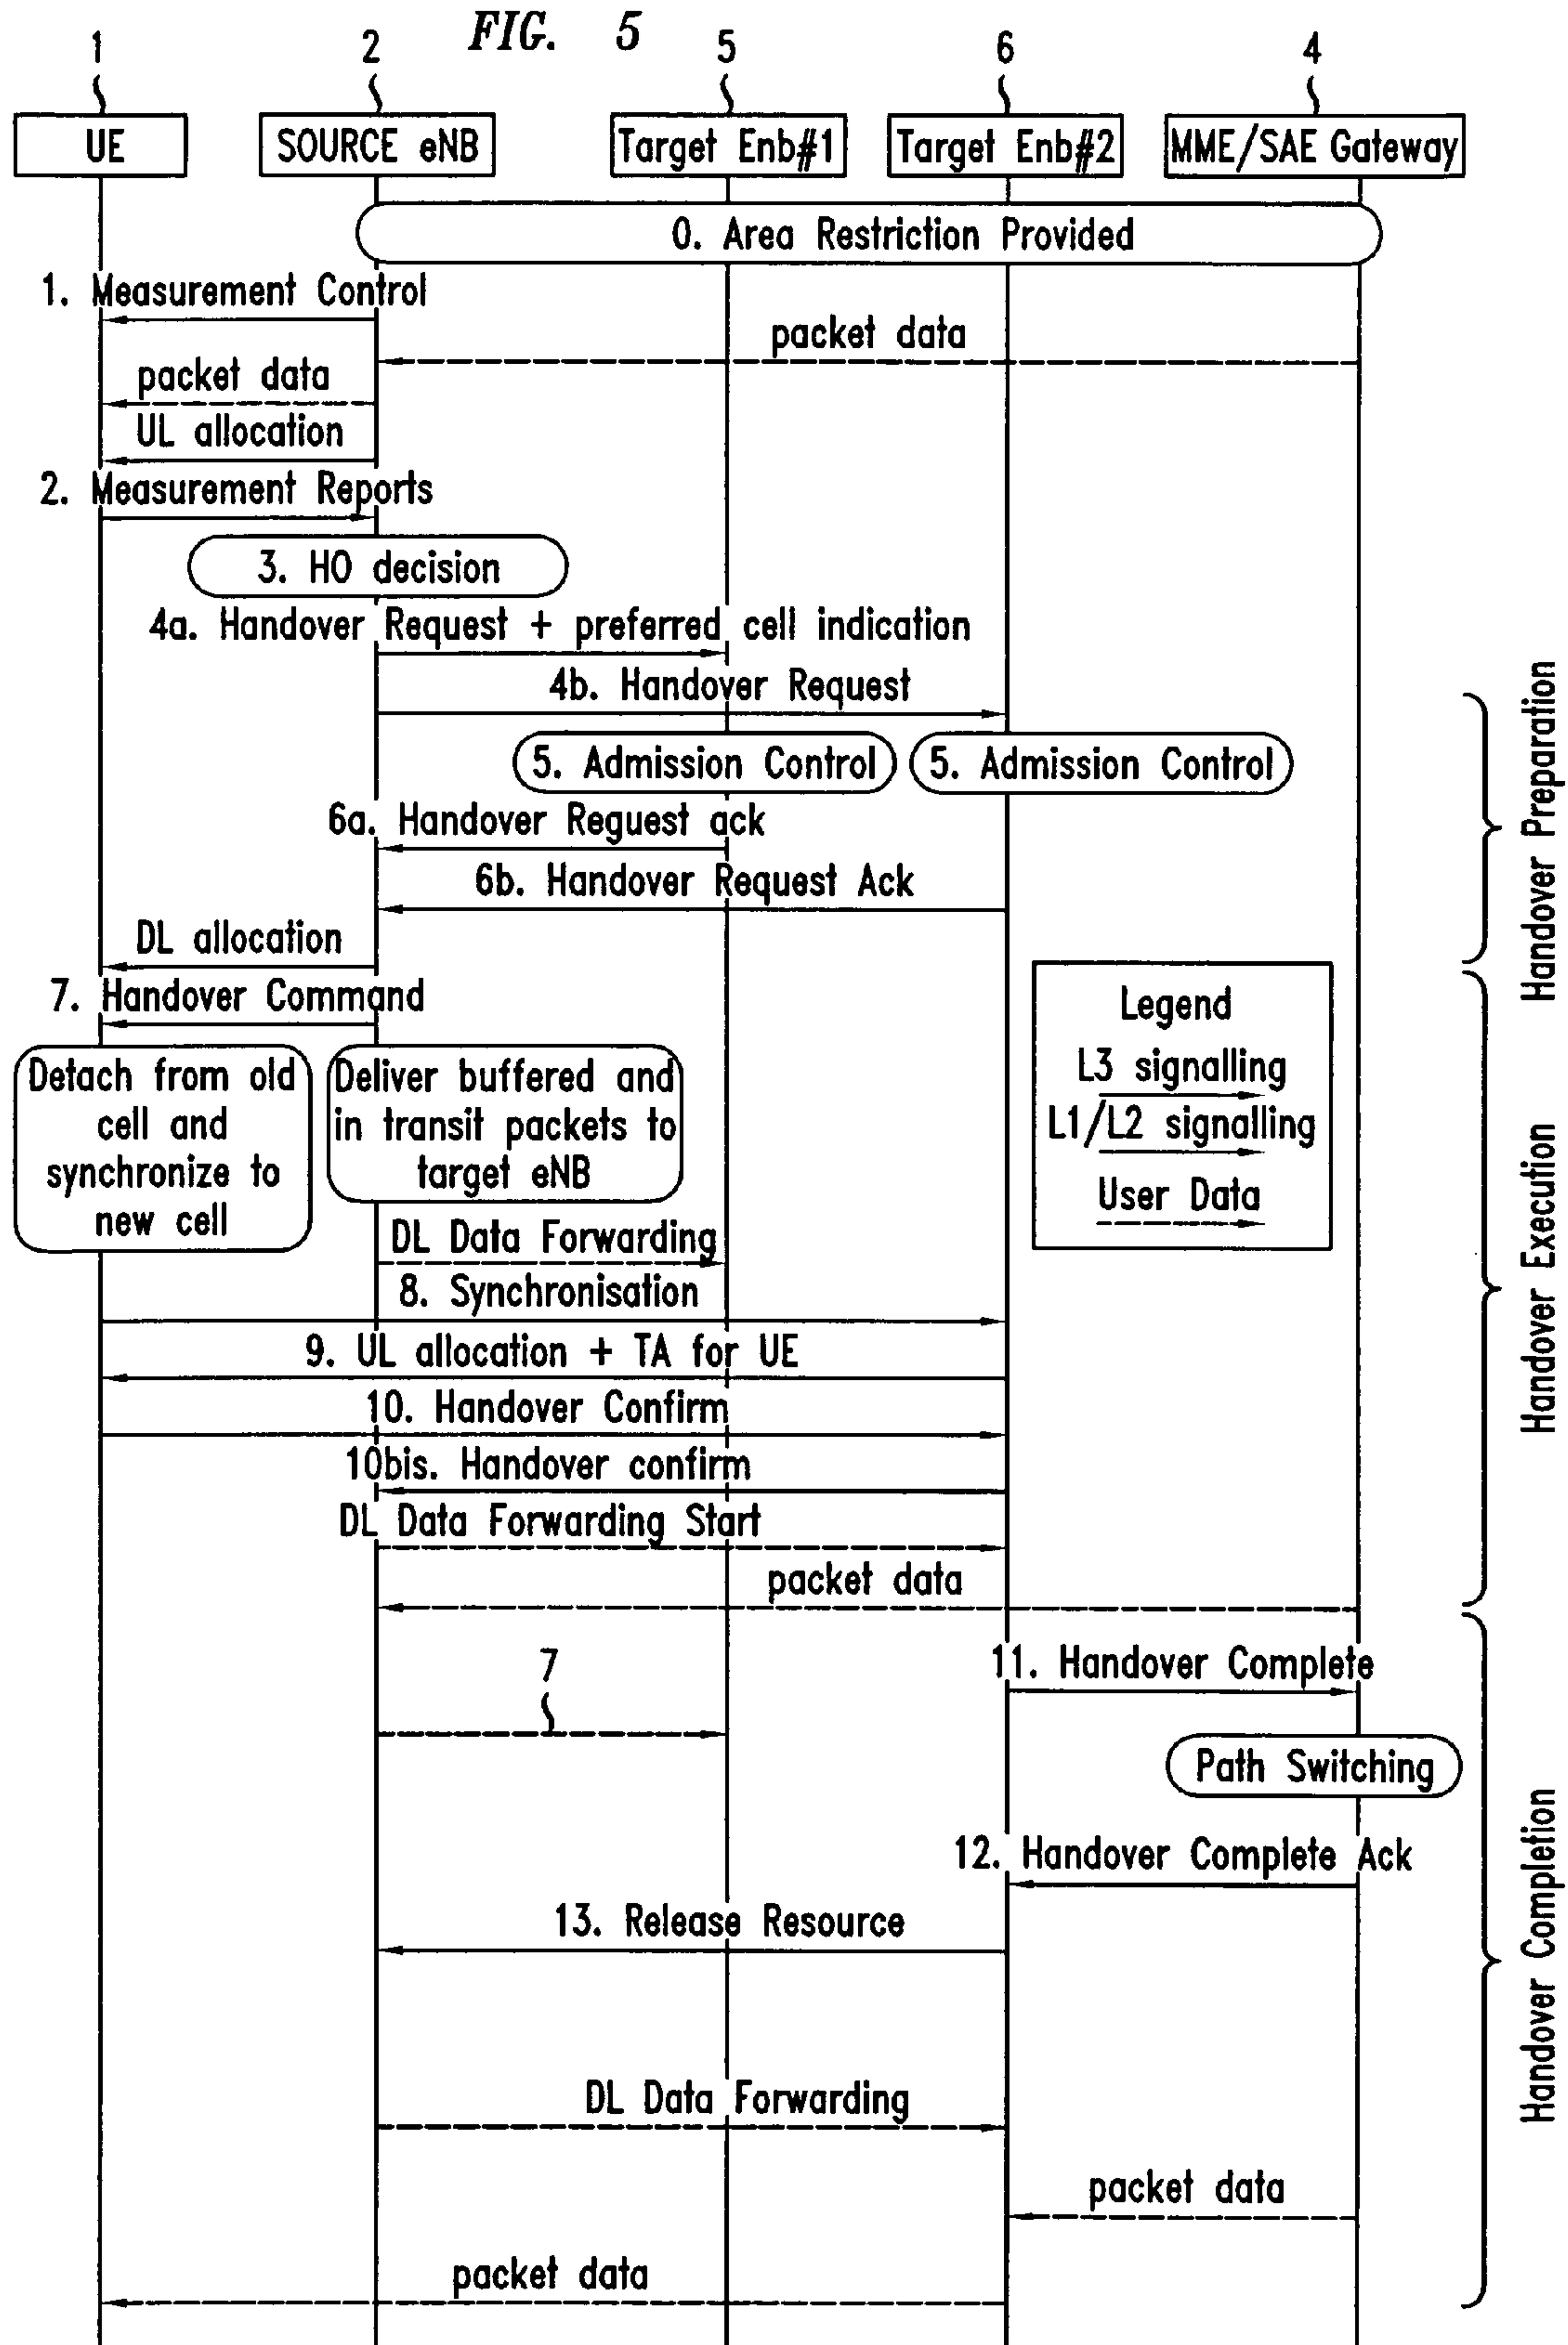 FIG. 5
1 2 5 6 4
UE SOURCE eNB Target Enb#1 Target Enb#2 MME/SAE Gateway
0. Area Restriction Provided
1. Measurement Control
packet data
packet data
UL allocation
2. Measurement Reports
3. HO decision
4a. Handover Request + preferred cell indication
4b. Handover Request
5. Admission Control 5. Admission Control
6a. Handover Reguest ack
6b. Handover Request Ack
DL allocation
Handover Preparation
7. Handover Command
Detach from old
cell and
synchronize to
new cell
Deliver buffered and
in transit packets to
target eNB
Legend
L3 signalling
L1/L2 signalling
User Data
DL Data Forwarding
8. Synchronisation
9. UL allocation + TA for UE
10. Handover Confirm
10bis. Handover confirm
DL Data Forwarding Start
packet data
Handover Execution
11. Handover Complete
7
Path Switching
12. Handover Complete Ack
13. Release Resource
DL Data Forwarding
packet data
packet data
Handover Completion